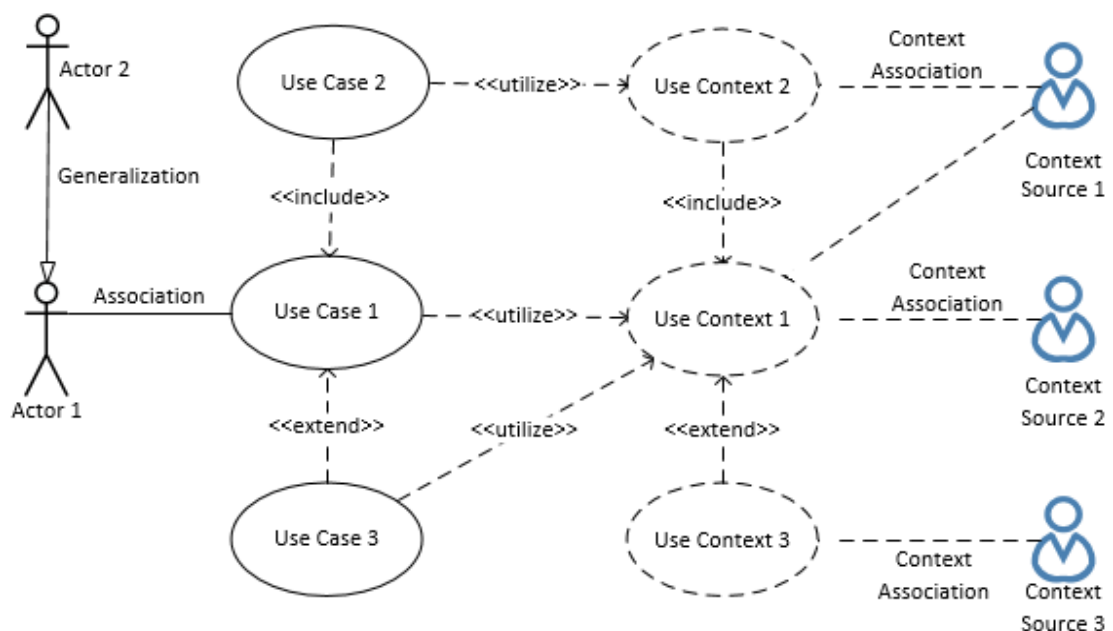 Actor 2
Use Case 2
<<utilize>>
Use Context 2
Context
Association
Context
Source 1
Generalization
<<include>>
<<include>>
Association
Use Case 1
<<utilize>>
Use Context 1
Context
Association
Actor 1
Context
Source 2
<<extend>>
<<utilize>>
<<extend>>
Use Case 3
Use Context 3
Context
Association
Context
Source 3